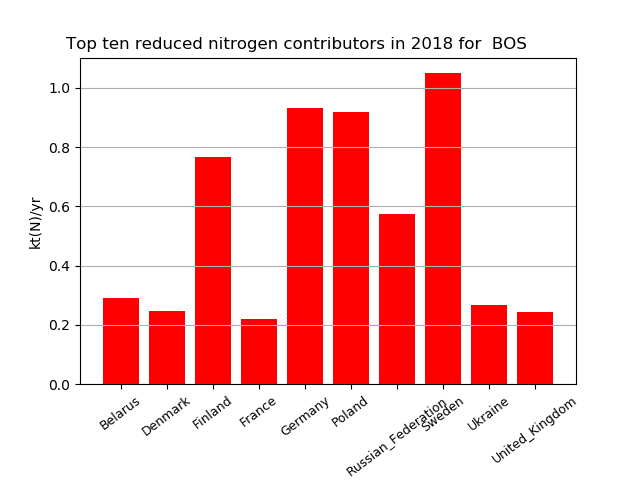 Top ten reduced nitrogen contributors in 2018 for  BOS
kt(N)/yr
1.0
0.8
0.6
0.4
0.2
0.0
Belarus
Denmark
Finland
France
Germany
Poland
Russian_Federation
Sweden
Ukraine
United_Kingdom